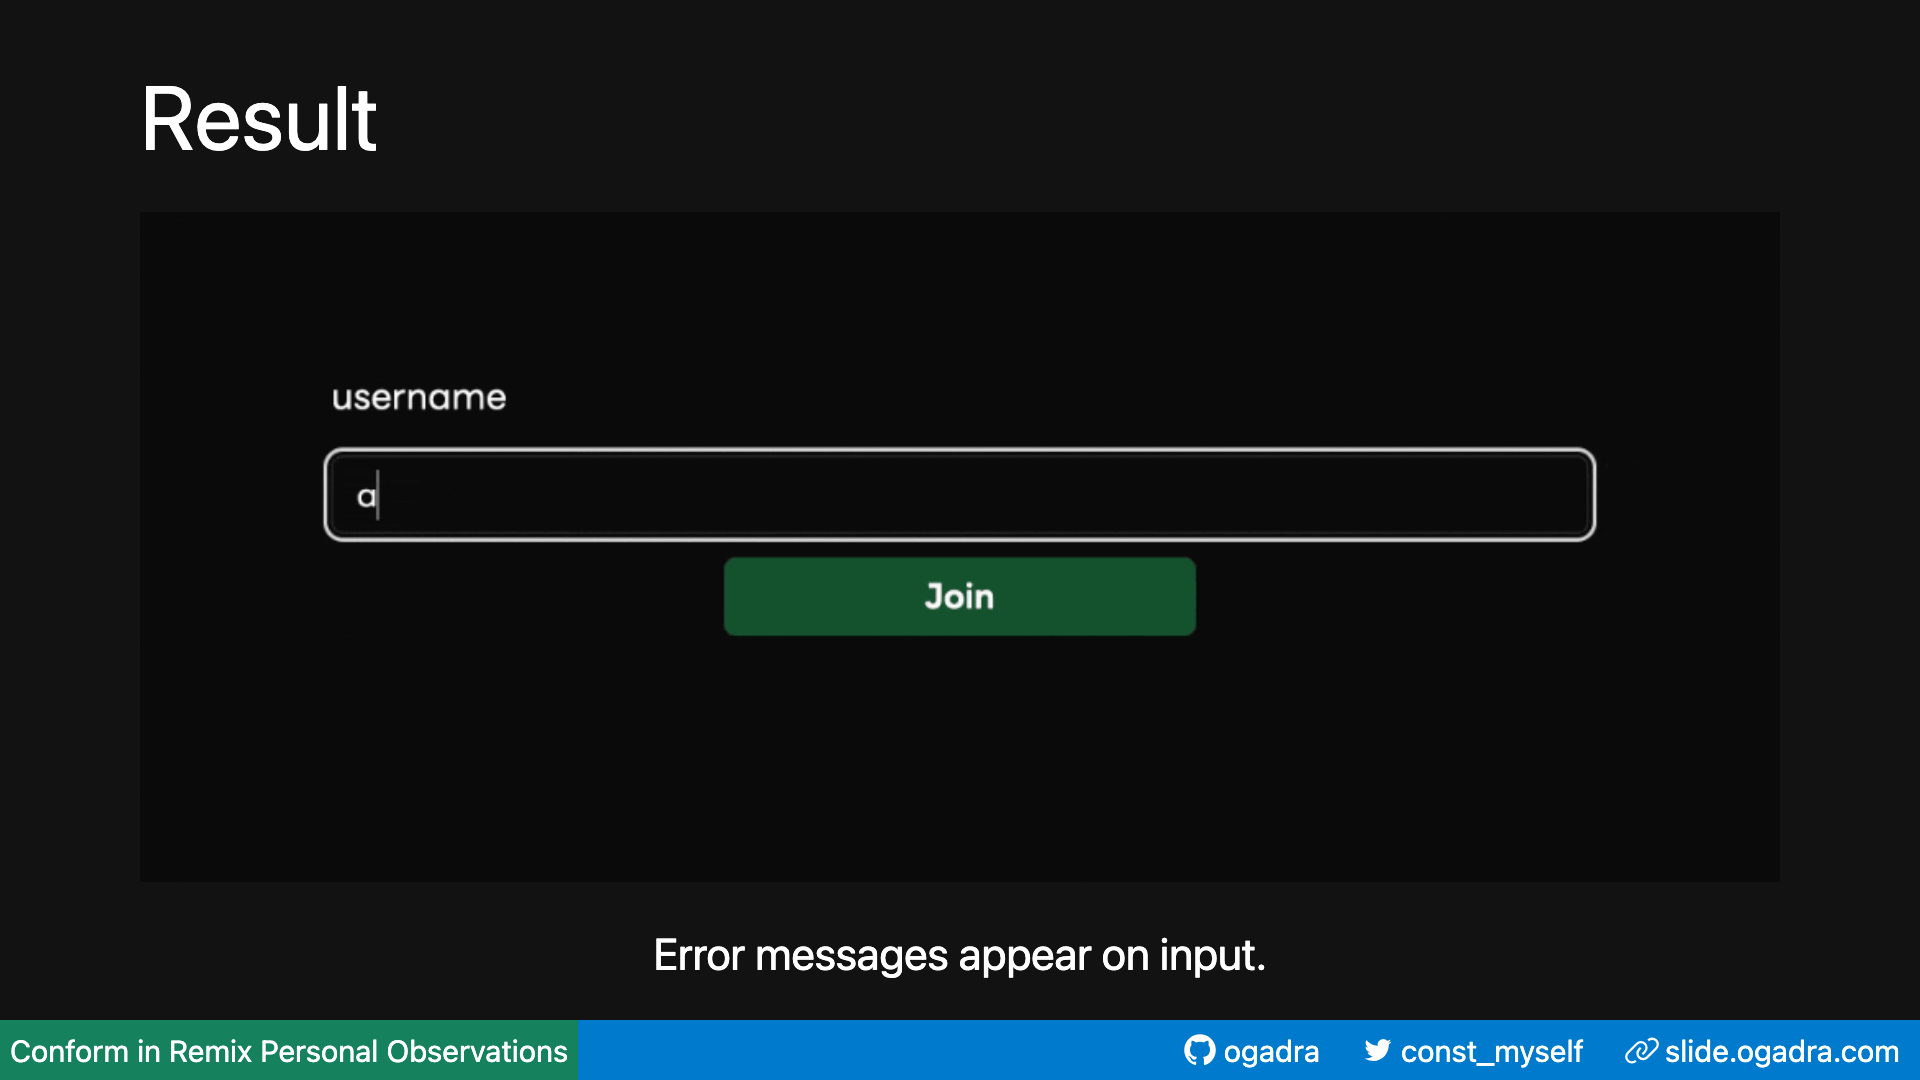 Result
username
a
Join
Error messages appear on input.
Conform in Remix Personal Observations
ogadra
const_myself
slide.ogadra.com